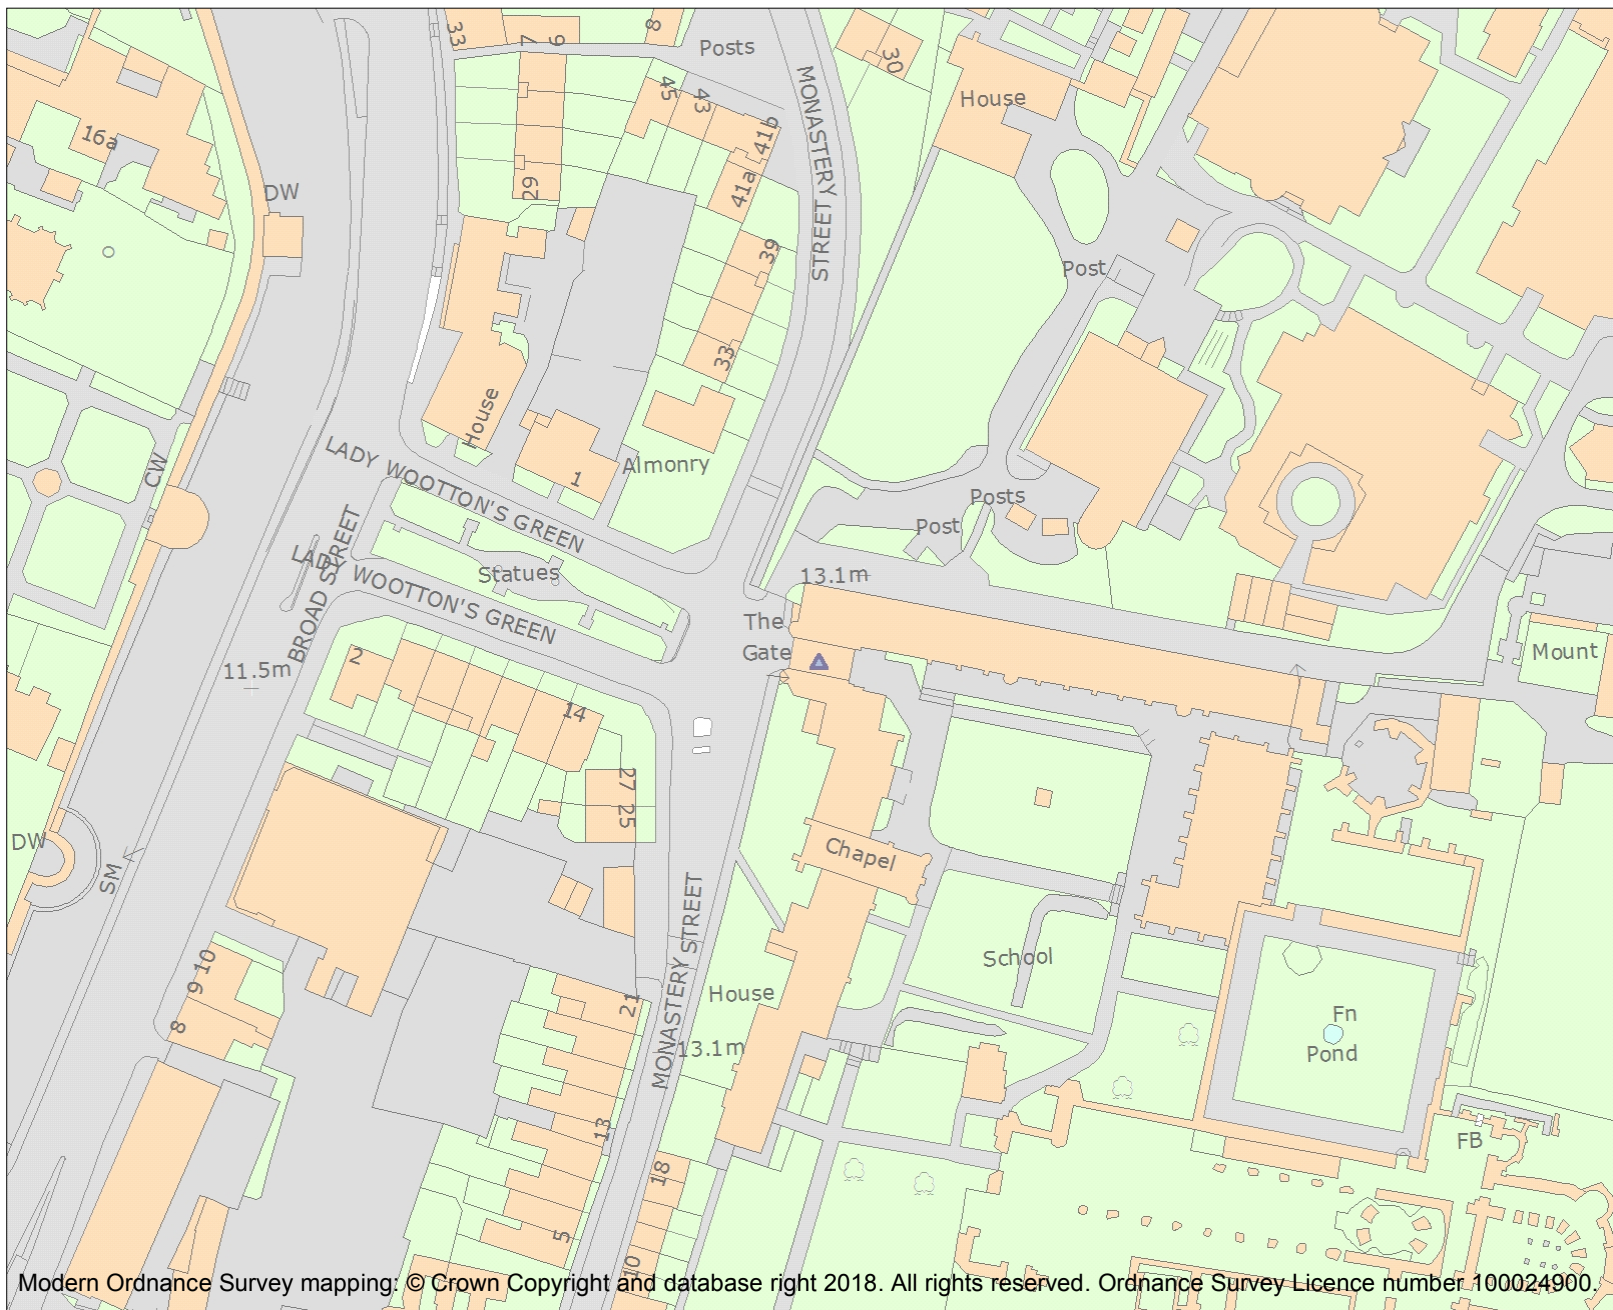 33
7
6
8
Posts
30
MONASTERY
STREET
House
45
43
41b
16a
DW
29
41a
39
Post
33
House
CW
LADY WOOTTON'S GREEN
1
Almonry
Posts
Post
BROAD STREET
LADY WOOTTON'S GREEN
Statues
13.1m
The
Gate
2
11.5m
Mount
14
27
25
DW
SM
Chapel
MONASTERY STREET
School
9 10
8
21
House
13.1m
Fn
Pond
13
18
FB
5
10
Modern Ordnance Survey mapping: © Crown Copyright and database right 2018. All rights reserved. Ordnance Survey Licence number 100024900.